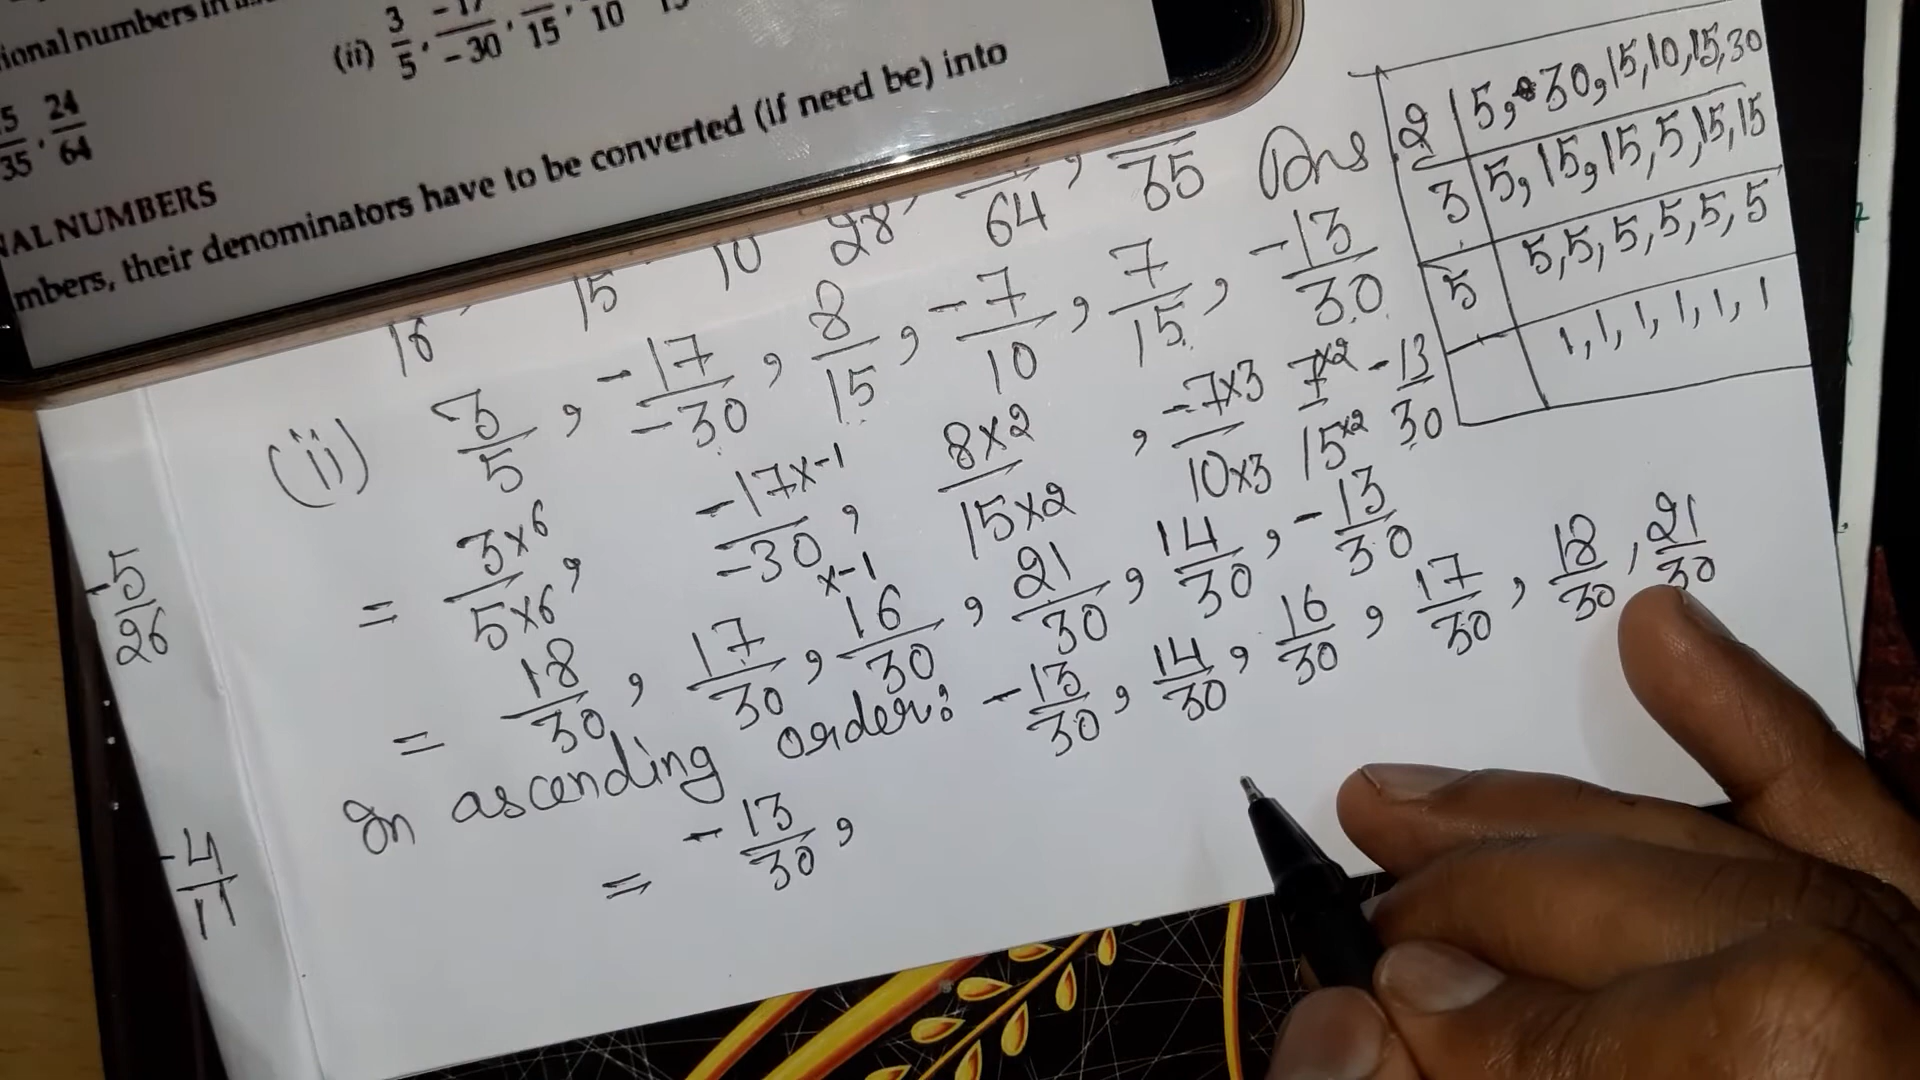 ional numbers in
(ii) 3/5, -17/-30, /15, /10 15
5/35, 24/64
NAL NUMBERS
mbers, their denominators have to be converted (if need be) into
16 15 10 28, 64, 35 Ans
(ii) 3/5, -17/-30, 8/15, -7/10, 7/15, -13/30
= 3×6/5×6, -17×-1/-30×-1, 8×2/15×2, -7×3/10×3 7×2/15×2 -13/30
= 18/30, 17/30, 16/30, 21/30, 14/30, -13/30
In ascending order: -13/30, 14/30, 16/30, 17/30, 18/30, 21/30
= -13/30,
2 | 5, 30, 15, 10, 15, 30
3 | 5, 15, 15, 5, 15, 15
5 | 5, 5, 5, 5, 5, 5
1, 1, 1, 1, 1, 1
-5/26
-4/11